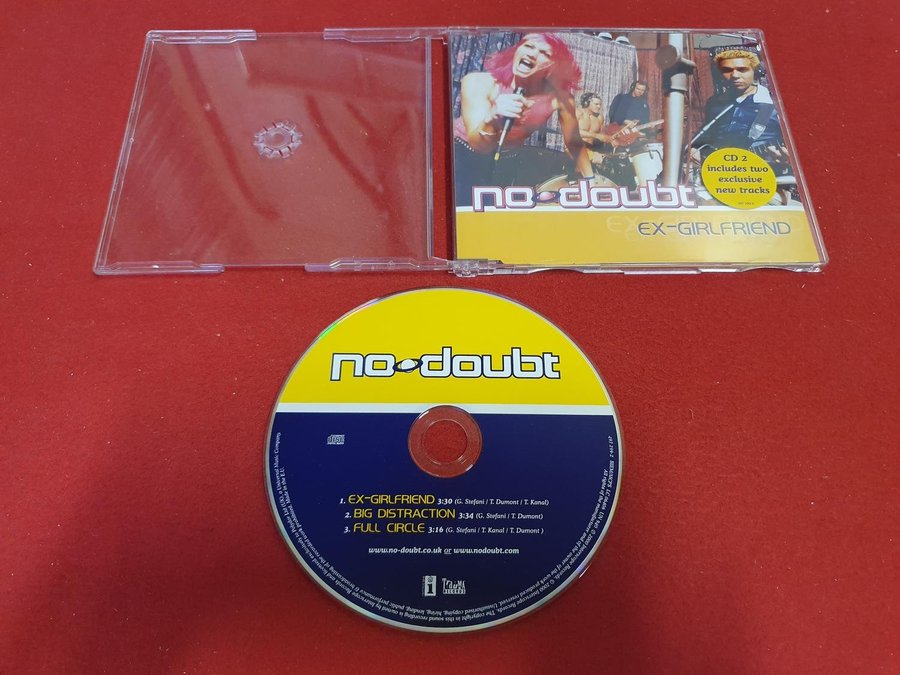 CD 2
includes two
exclusive
new tracks
no doubt
EX-GIRLFRIEND
no doubt
1. EX-GIRLFRIEND 3:30 (G. Stefani / T. Dumont / T. Kanal)
2. BIG DISTRACTION 3:34 (G. Stefani / T. Dumont)
3. FULL CIRCLE 3:16 (G. Stefani / T. Kanal / T. Dumont )
www.no-doubt.co.uk or www.nodoubt.com